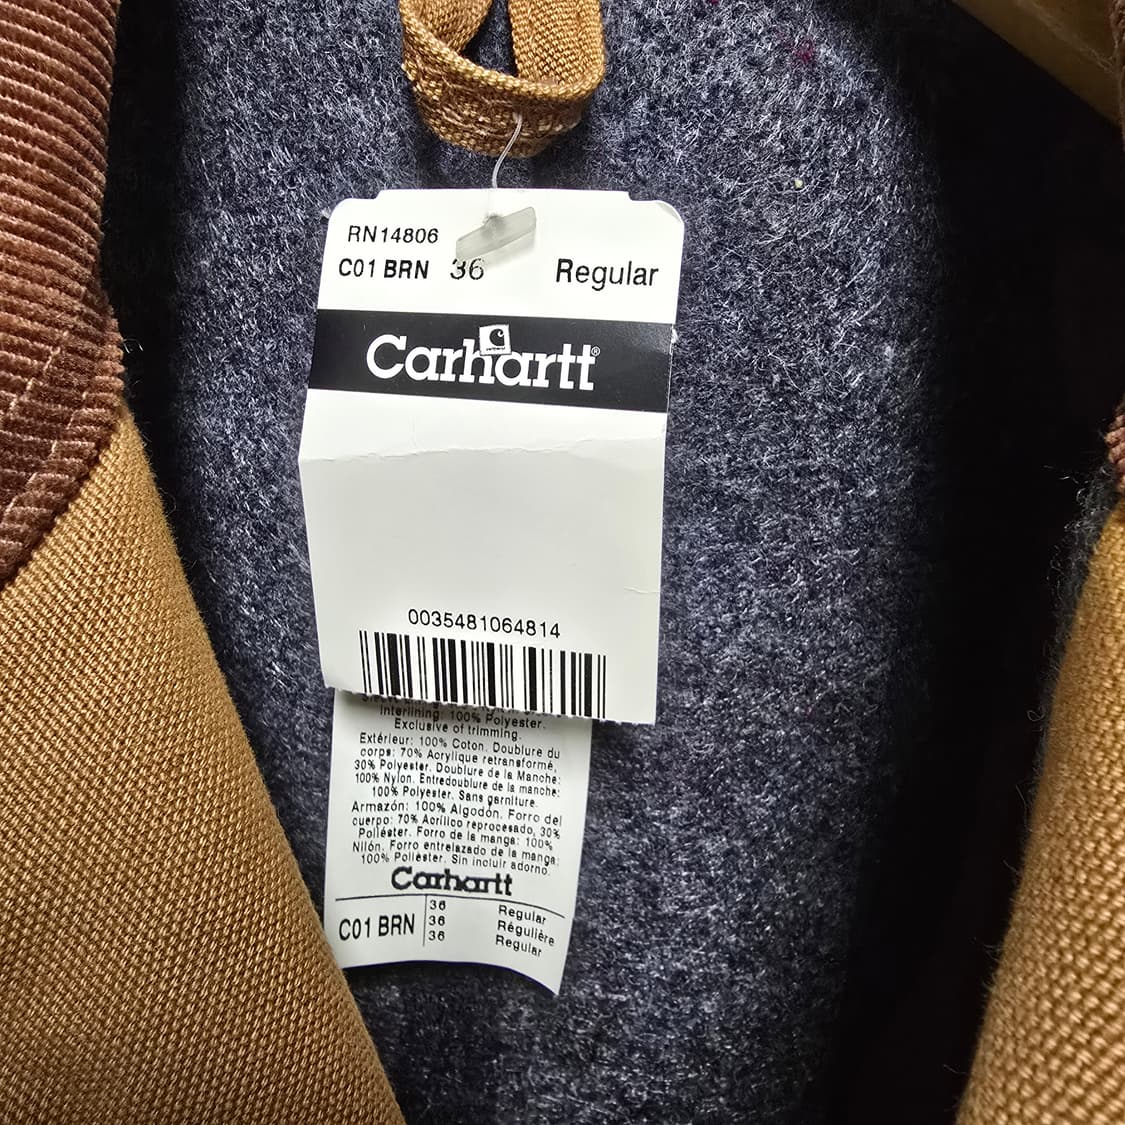 RN14806
C01 BRN 36 Regular
Carhartt®
0035481064814
Interlining: 100% Polyester.
Exclusive of trimming.
Extérieur: 100% Coton. Doublure du
corps: 70% Acrylique retransformé,
30% Polyester. Doublure de la Manche:
100% Nylon. Entredoublure de la manche:
100% Polyester. Sans garniture.
Armazón: 100% Algodón. Forro del
cuerpo: 70% Acrílico reprocesado, 30%
Poliéster. Forro de la manga: 100%
Nilón. Forro entrelazado de la manga:
100% Poliéster. Sin incluir adorno.
Carhartt
C01 BRN
36 Regular
36 Régulière
36 Regular